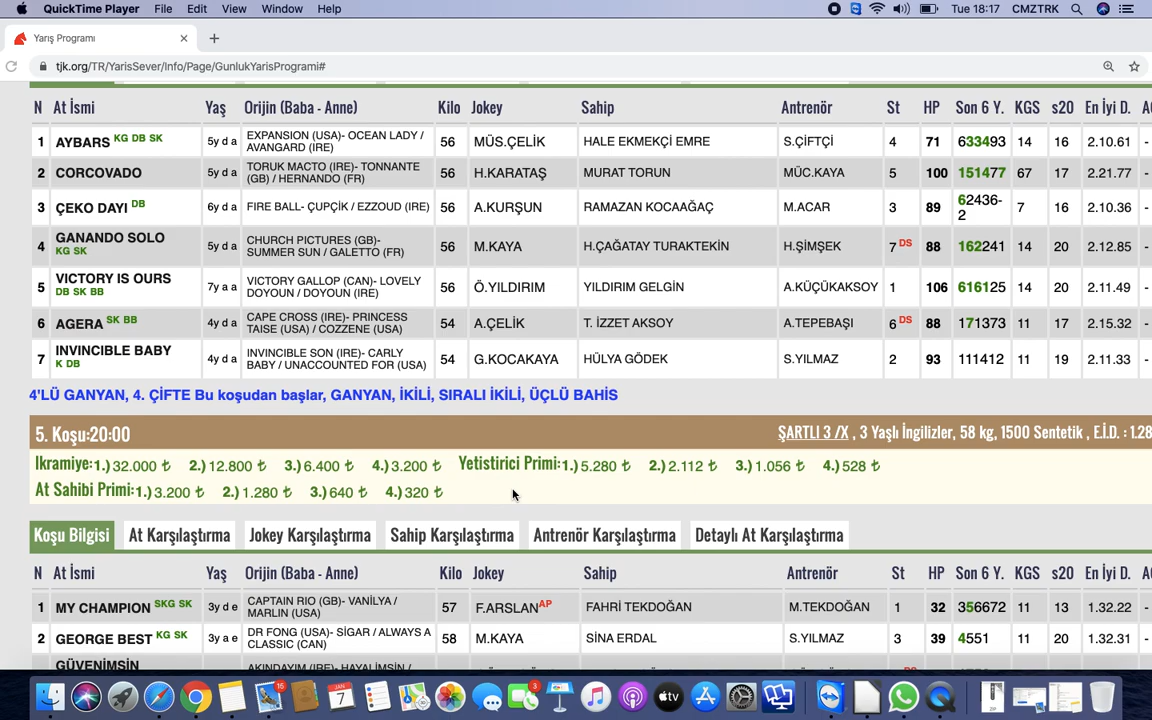 QuickTime Player File Edit View Window Help Tue 18:17 CMZTRK
Yarış Programı
tjk.org/TR/YarisSever/Info/Page/GunlukYarisProgrami#
N At İsmi Yaş Orijin (Baba - Anne) Kilo Jokey Sahip Antrenör St HP Son 6 Y. KGS s20 En İyi D.
1 AYBARS KG DB SK 5y d a EXPANSION (USA)- OCEAN LADY / AVANGARD (IRE) 56 MÜS.ÇELİK HALE EKMEKÇİ EMRE S.ÇİFTÇİ 4 71 633493 14 16 2.10.61 -
2 CORCOVADO 5y d a TORUK MACTO (IRE)- TONNANTE (GB) / HERNANDO (FR) 56 H.KARATAŞ MURAT TORUN MÜC.KAYA 5 100 151477 67 17 2.21.77 -
3 ÇEKO DAYI DB 6y d a FIRE BALL- ÇUPÇİK / EZZOUD (IRE) 56 A.KURŞUN RAMAZAN KOCAAĞAÇ M.ACAR 3 89 62436-2 7 16 2.10.36 -
4 GANANDO SOLO KG SK 5y d a CHURCH PICTURES (GB)- SUMMER SUN / GALETTO (FR) 56 M.KAYA H.ÇAĞATAY TURAKTEKİN H.ŞİMŞEK 7 DS 88 162241 14 20 2.12.85 -
5 VICTORY IS OURS DB SK BB 7y a a VICTORY GALLOP (CAN)- LOVELY DOYOUN / DOYOUN (IRE) 56 Ö.YILDIRIM YILDIRIM GELGİN A.KÜÇÜKAKSOY 1 106 616125 14 20 2.11.49 -
6 AGERA SK BB 4y d a CAPE CROSS (IRE)- PRINCESS TAISE (USA) / COZZENE (USA) 54 A.ÇELİK T. İZZET AKSOY A.TEPEBAŞI 6 DS 88 171373 11 17 2.15.32 -
7 INVINCIBLE BABY K DB 4y d a INVINCIBLE SON (IRE)- CARLY BABY / UNACCOUNTED FOR (USA) 54 G.KOCAKAYA HÜLYA GÖDEK S.YILMAZ 2 93 111412 11 19 2.11.33 -
4'LÜ GANYAN, 4. ÇİFTE Bu koşudan başlar, GANYAN, İKİLİ, SIRALI İKİLİ, ÜÇLÜ BAHİS
5. Koşu:20:00 ŞARTLI 3 /X , 3 Yaşlı İngilizler, 58 kg, 1500 Sentetik , E.İ.D. : 1.28
Ikramiye:1.) 32.000 ₺ 2.) 12.800 ₺ 3.) 6.400 ₺ 4.) 3.200 ₺ Yetistirici Primi:1.) 5.280 ₺ 2.) 2.112 ₺ 3.) 1.056 ₺ 4.) 528 ₺
At Sahibi Primi:1.) 3.200 ₺ 2.) 1.280 ₺ 3.) 640 ₺ 4.) 320 ₺
Koşu Bilgisi At Karşılaştırma Jokey Karşılaştırma Sahip Karşılaştırma Antrenör Karşılaştırma Detaylı At Karşılaştırma
N At İsmi Yaş Orijin (Baba - Anne) Kilo Jokey Sahip Antrenör St HP Son 6 Y. KGS s20 En İyi D.
1 MY CHAMPION SKG SK 3y d e CAPTAIN RIO (GB)- VANİLYA / MARLIN (USA) 57 F.ARSLAN AP FAHRİ TEKDOĞAN M.TEKDOĞAN 1 32 356672 11 13 1.32.22 -
2 GEORGE BEST KG SK 3y a e DR FONG (USA)- SİGAR / ALWAYS A CLASSIC (CAN) 58 M.KAYA SİNA ERDAL S.YILMAZ 3 39 4551 11 20 1.32.31 -
GÜVENİMSİN AKINDAYIM (IRE)- HAYALİMSİN /
16 JAN 7 3 tv